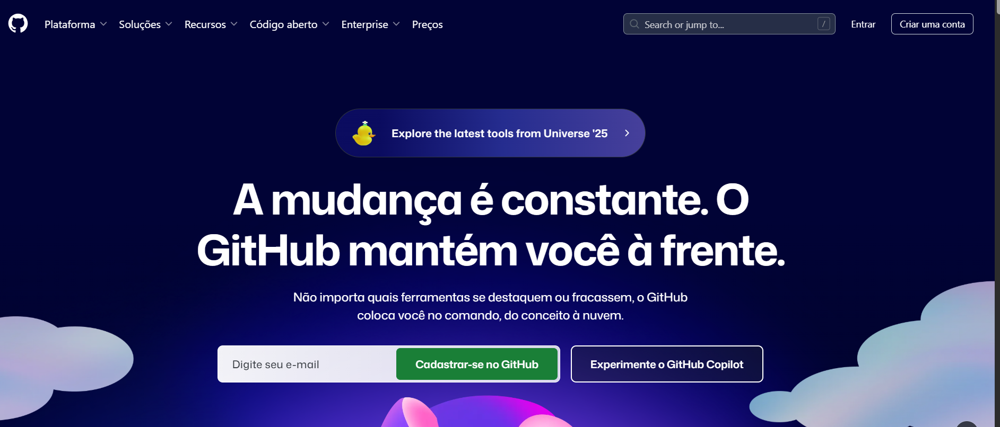 Plataforma Soluções Recursos Código aberto Enterprise Preços Search or jump to... / Entrar Criar uma conta
Explore the latest tools from Universe '25
A mudança é constante. O
GitHub mantém você à frente.
Não importa quais ferramentas se destaquem ou fracassem, o GitHub
coloca você no comando, do conceito à nuvem.
Digite seu e-mail Cadastrar-se no GitHub Experimente o GitHub Copilot